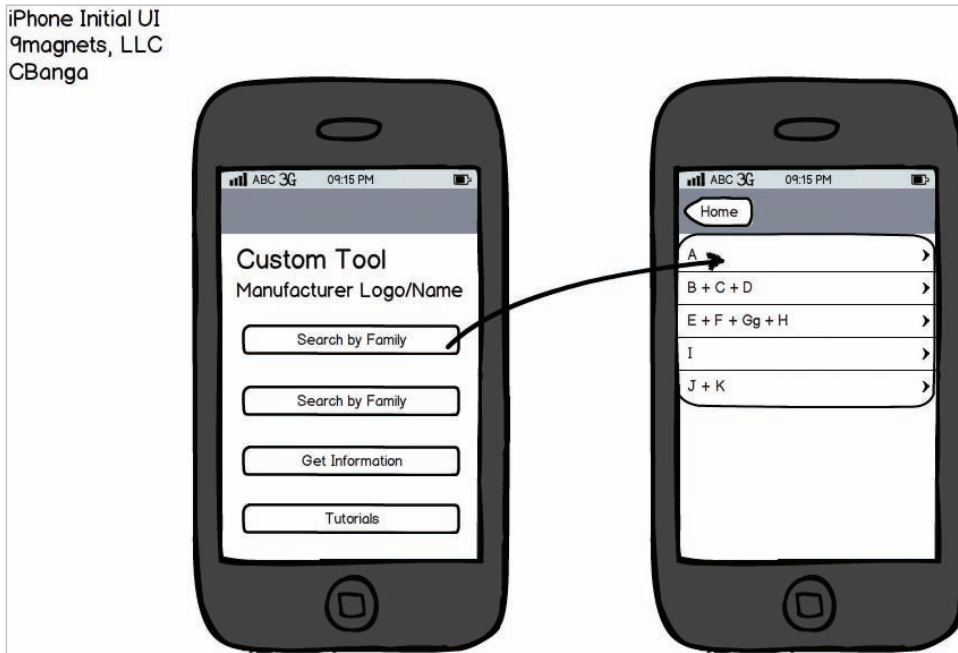 iPhone Initial UI
9magnets, LLC
CBanga
ABC 3G 09:15 PM
Custom Tool
Manufacturer Logo/Name
Search by Family
Search by Family
Get Information
Tutorials
ABC 3G 09:15 PM
Home
A
B + C + D
E + F + Gg + H
I
J + K